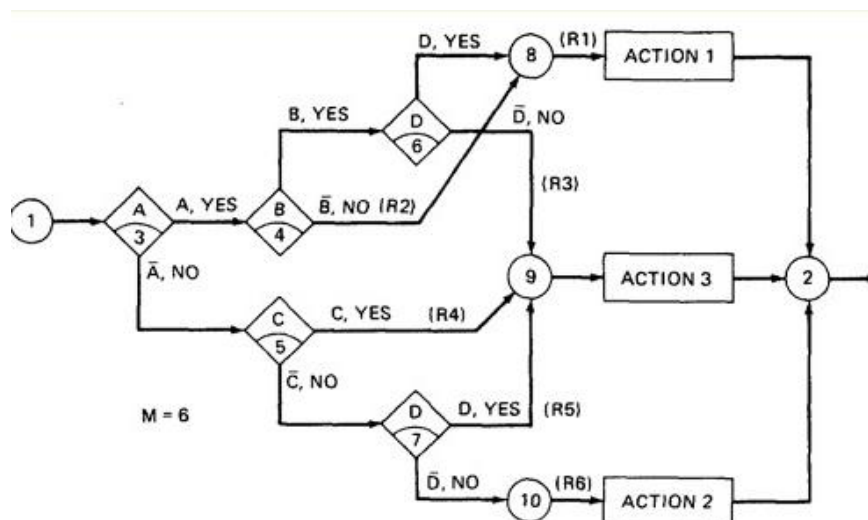 D, YES
8
(R1)
ACTION 1
B, YES
D
6
D̅, NO
(R3)
1
A
3
A, YES
B
4
B̅, NO (R2)
A̅, NO
9
ACTION 3
2
C
5
C, YES
(R4)
C̅, NO
M = 6
D
7
D, YES
(R5)
D̅, NO
10
(R6)
ACTION 2